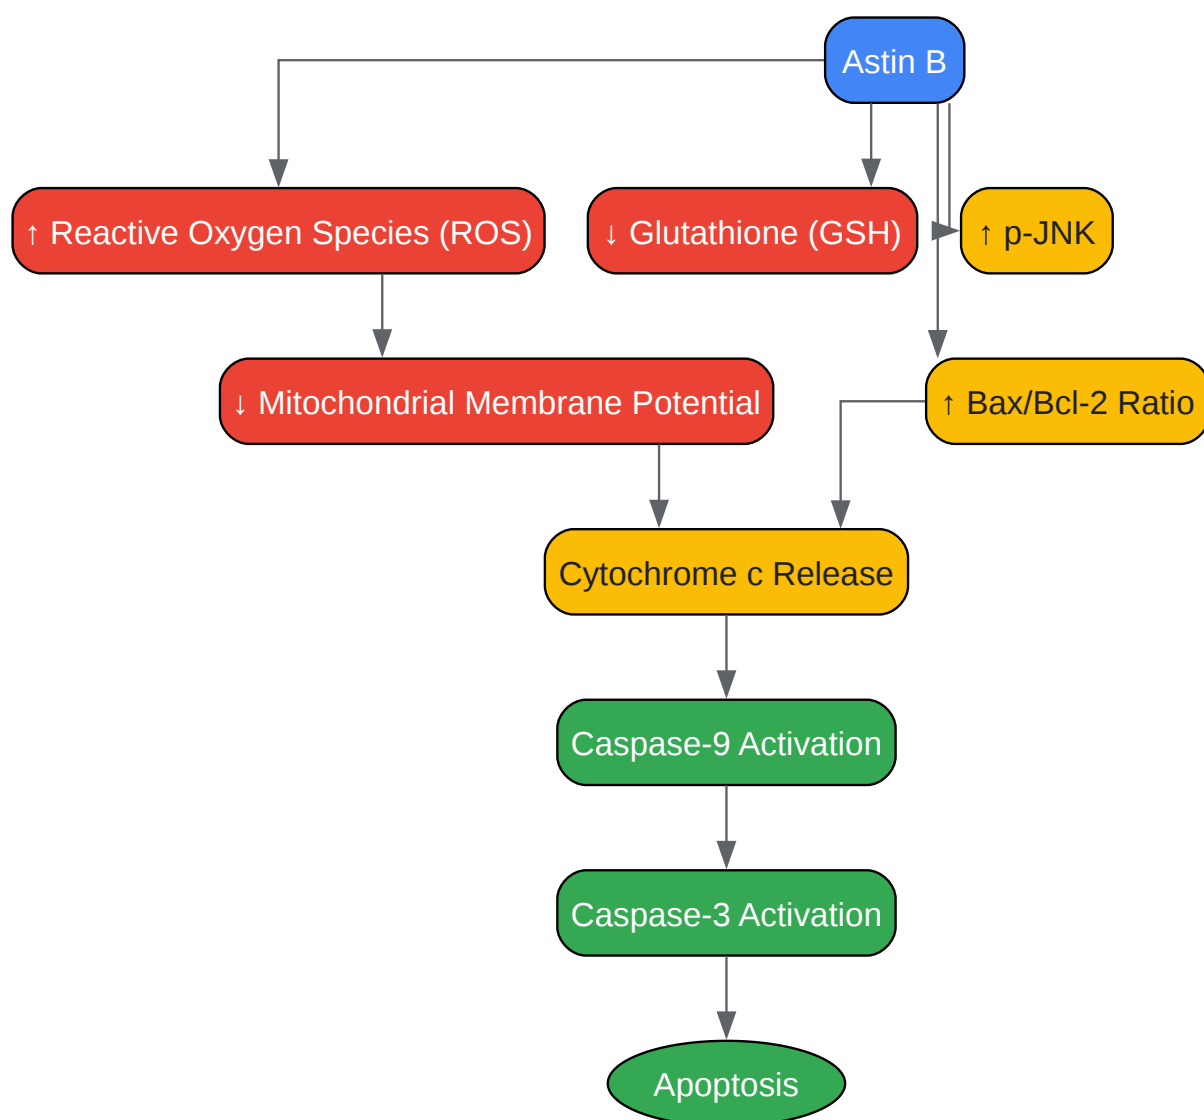 Astin B
↑ Reactive Oxygen Species (ROS)
↓ Glutathione (GSH)
↑ p-JNK
↓ Mitochondrial Membrane Potential
↑ Bax/Bcl-2 Ratio
Cytochrome c Release
Caspase-9 Activation
Caspase-3 Activation
Apoptosis